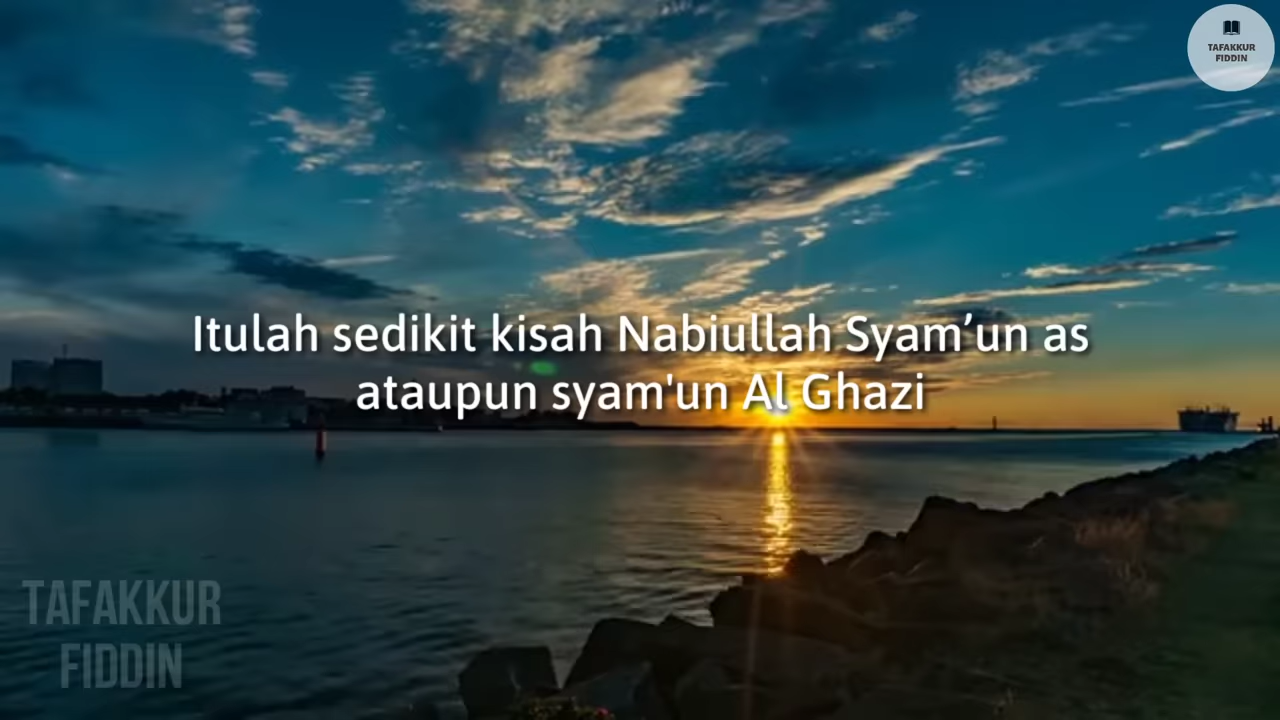 TAFAKKUR
FIDDIN
Itulah sedikit kisah Nabiullah Syam’un as
ataupun syam'un Al Ghazi
TAFAKKUR
FIDDIN